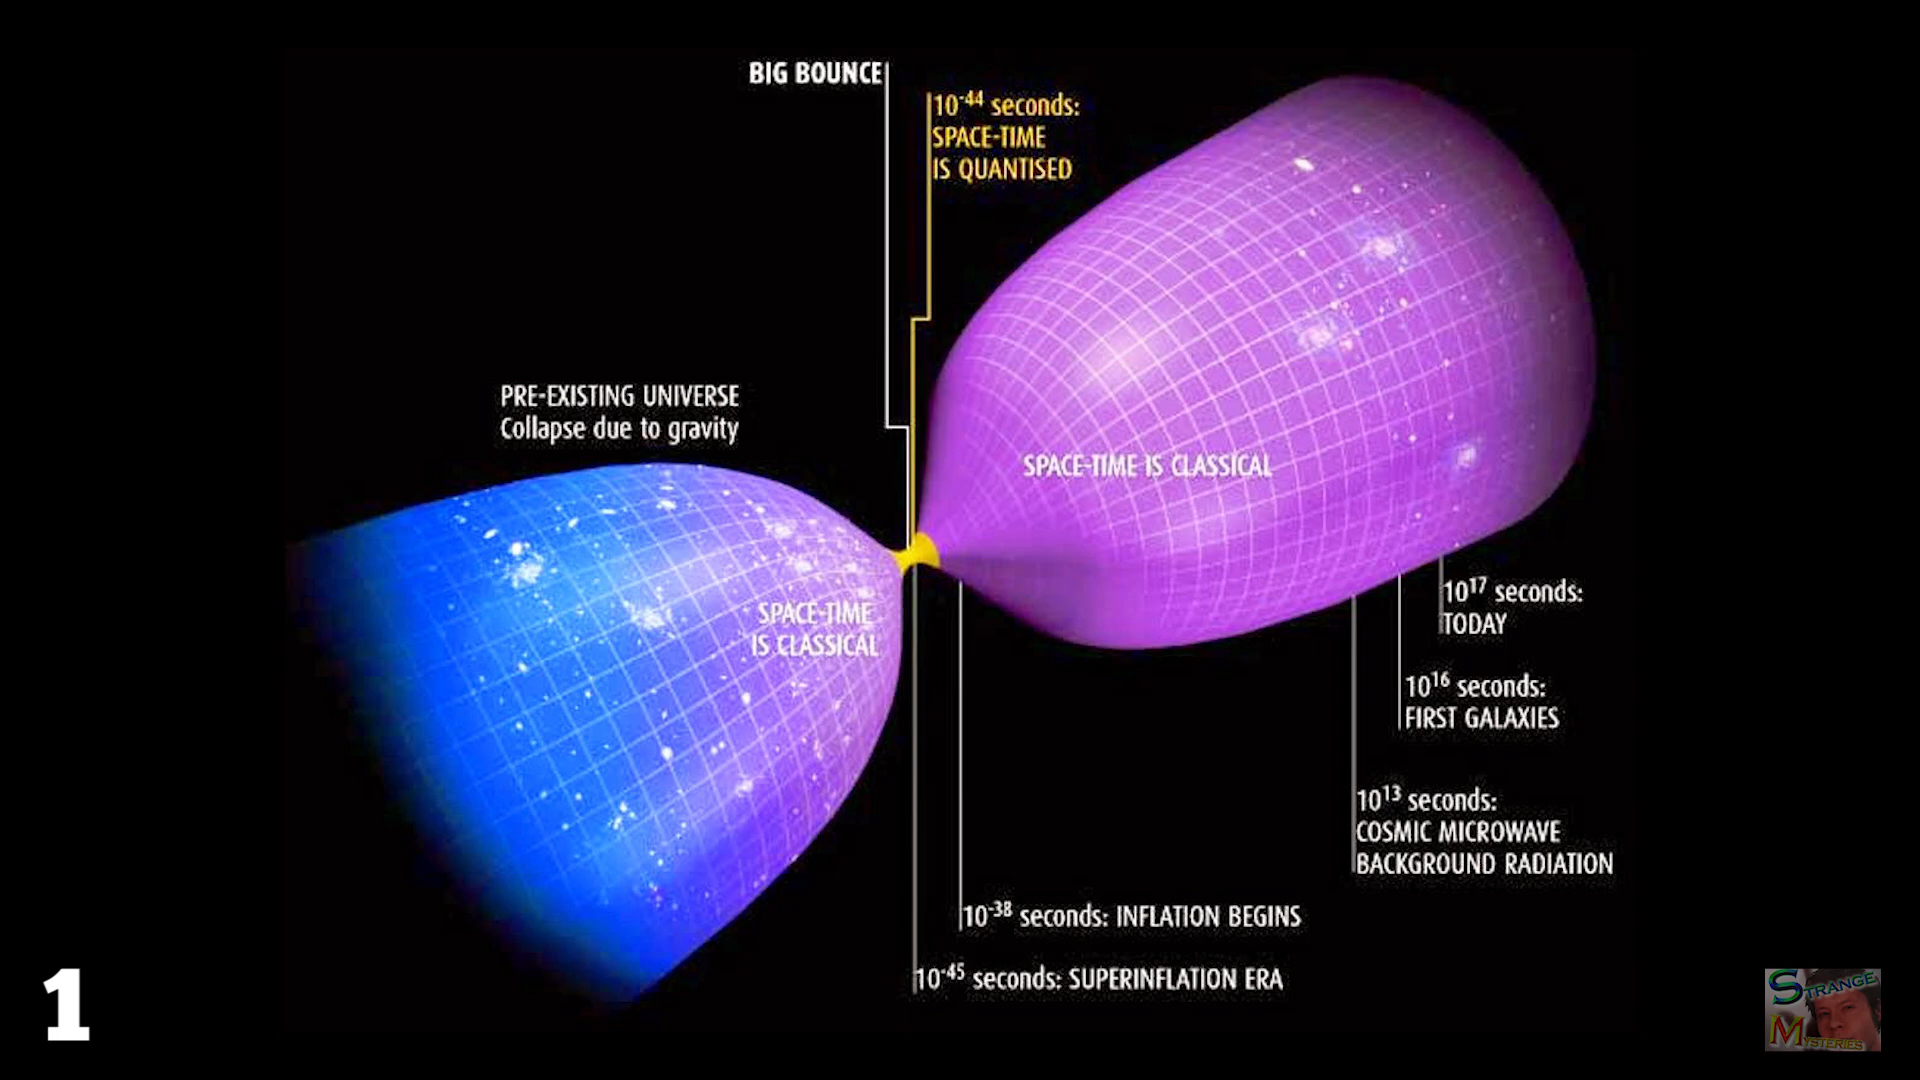 BIG BOUNCE
10⁻⁴⁴ seconds:
SPACE-TIME
IS QUANTISED
PRE-EXISTING UNIVERSE
Collapse due to gravity
SPACE-TIME IS CLASSICAL
SPACE-TIME
IS CLASSICAL
10¹⁷ seconds:
TODAY
10¹⁶ seconds:
FIRST GALAXIES
10¹³ seconds:
COSMIC MICROWAVE
BACKGROUND RADIATION
10⁻³⁸ seconds: INFLATION BEGINS
10⁻⁴⁵ seconds: SUPERINFLATION ERA
1
STRANGE
MYSTERIES